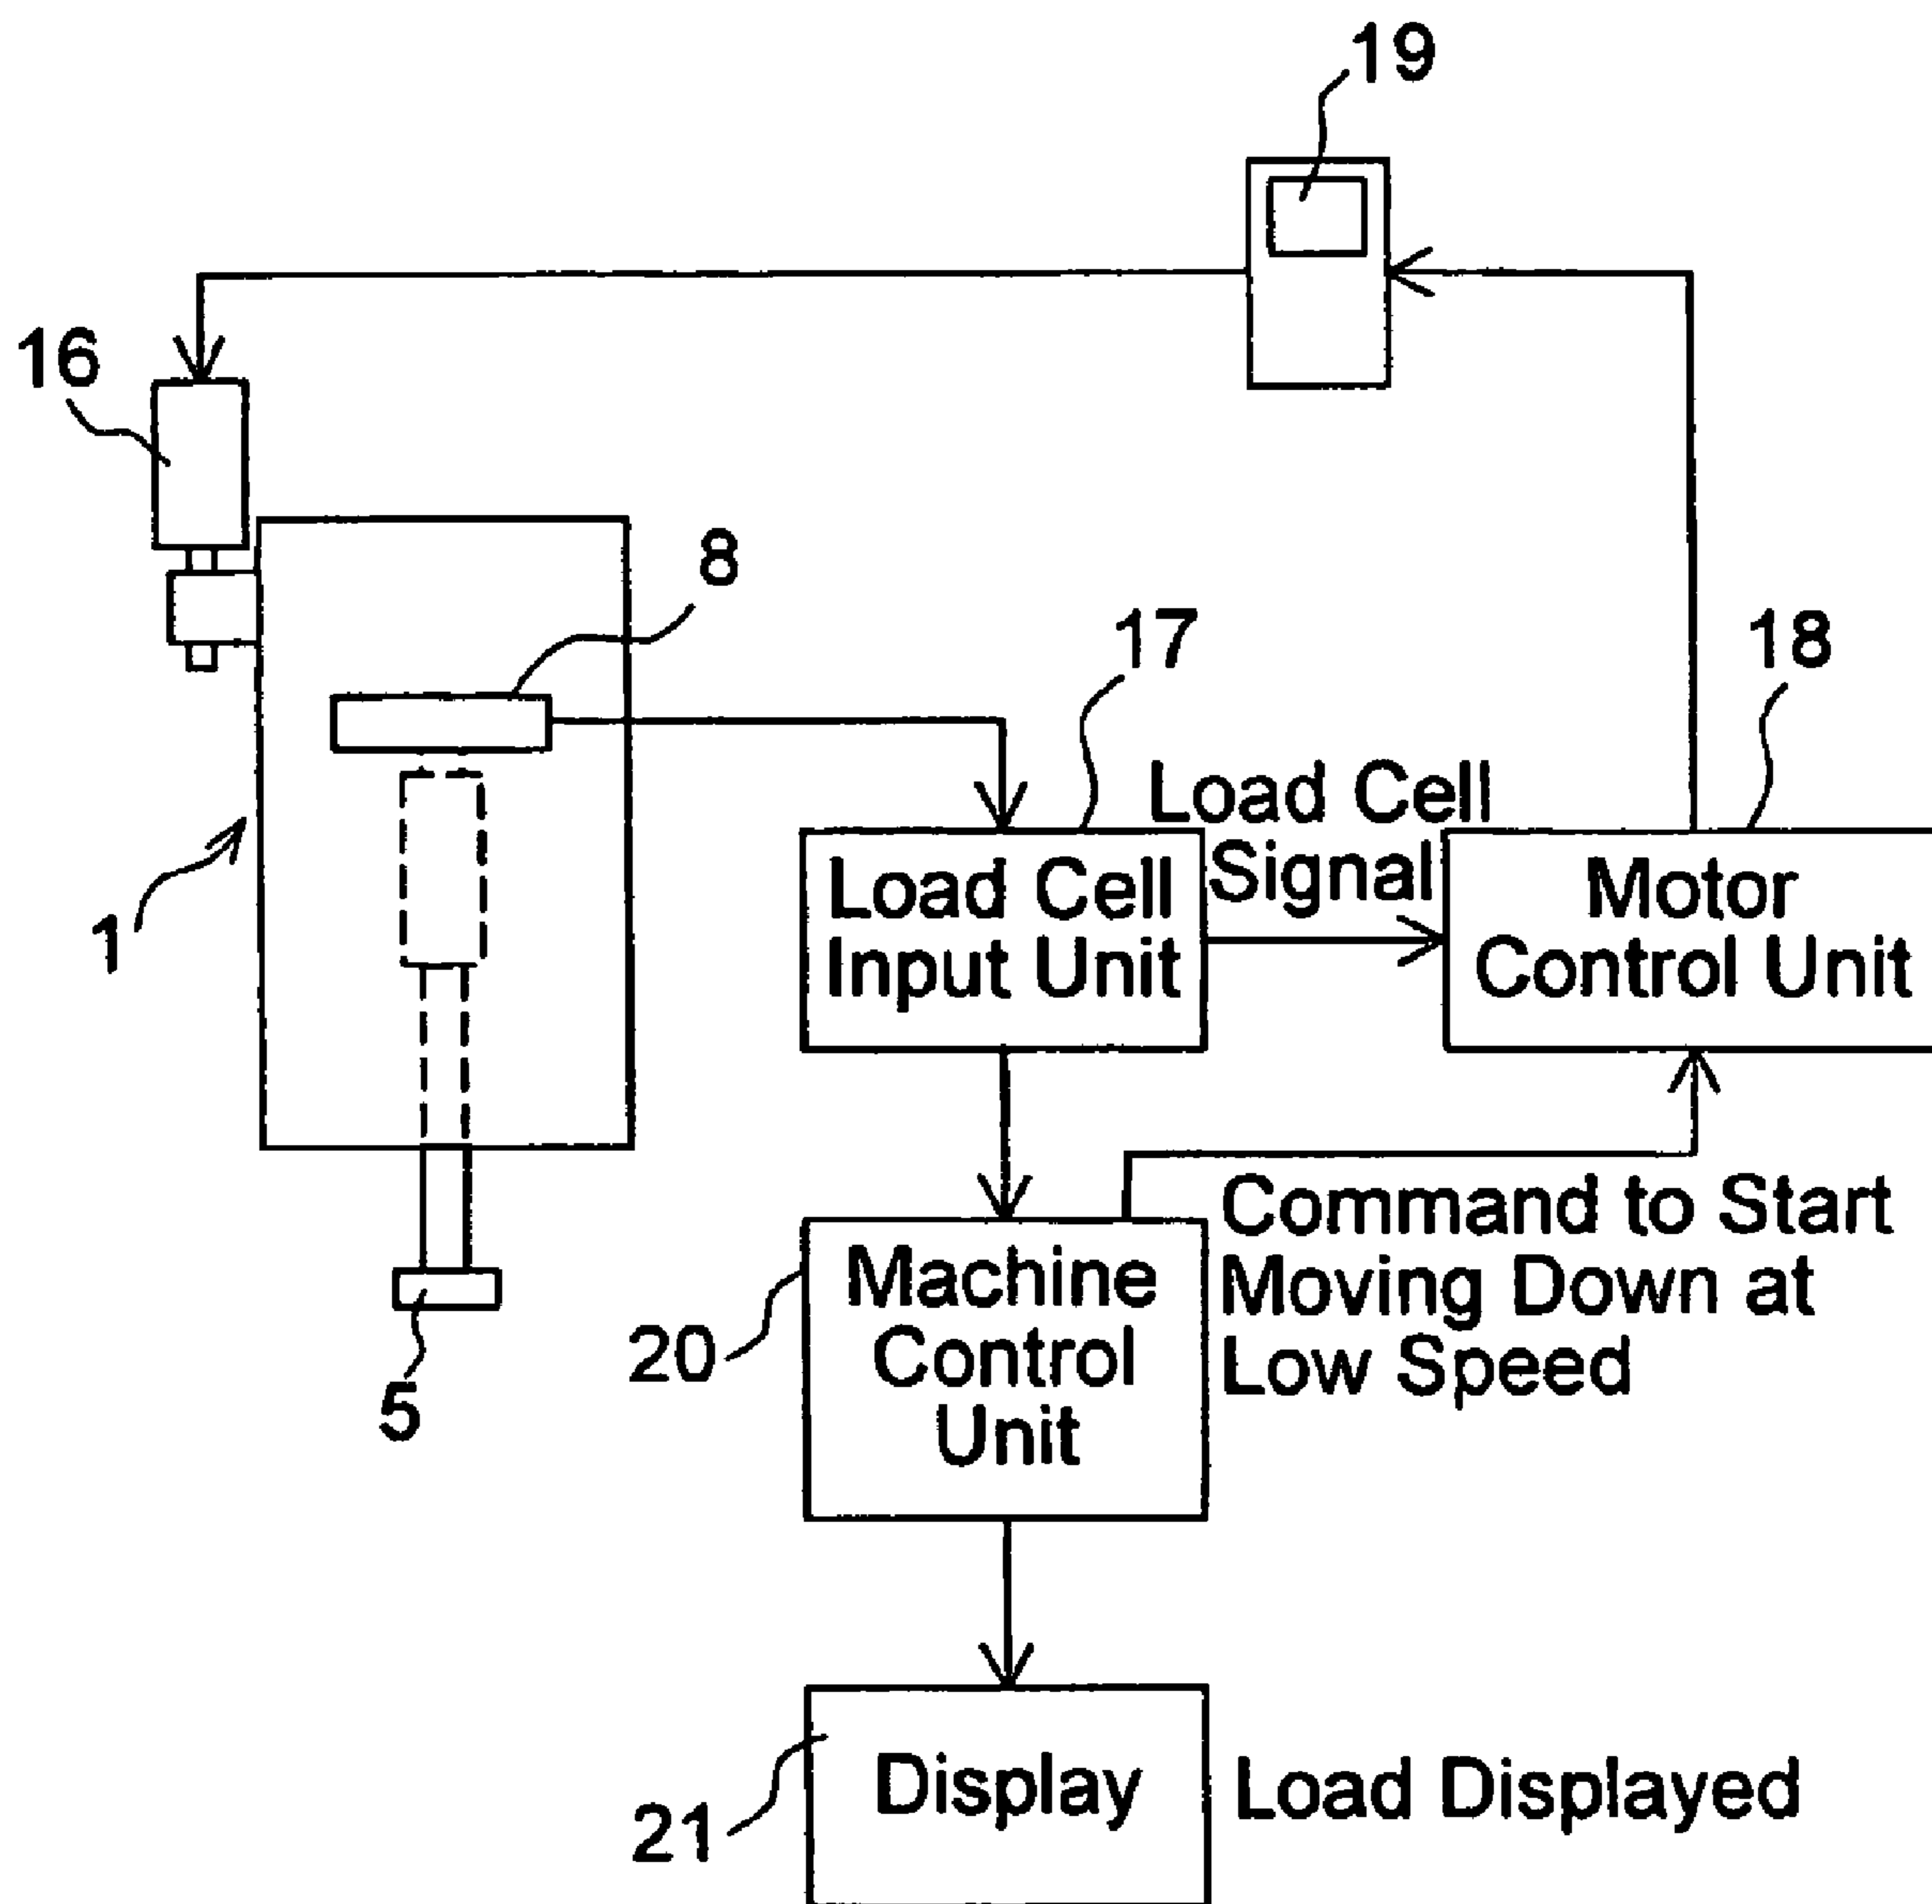 19
16
8
17
18
Load Cell
Signal
Load Cell
Input Unit
Motor
Control Unit
1
Command to Start
Moving Down at
Low Speed
Machine
Control
Unit
20
5
Display
Load Displayed
21